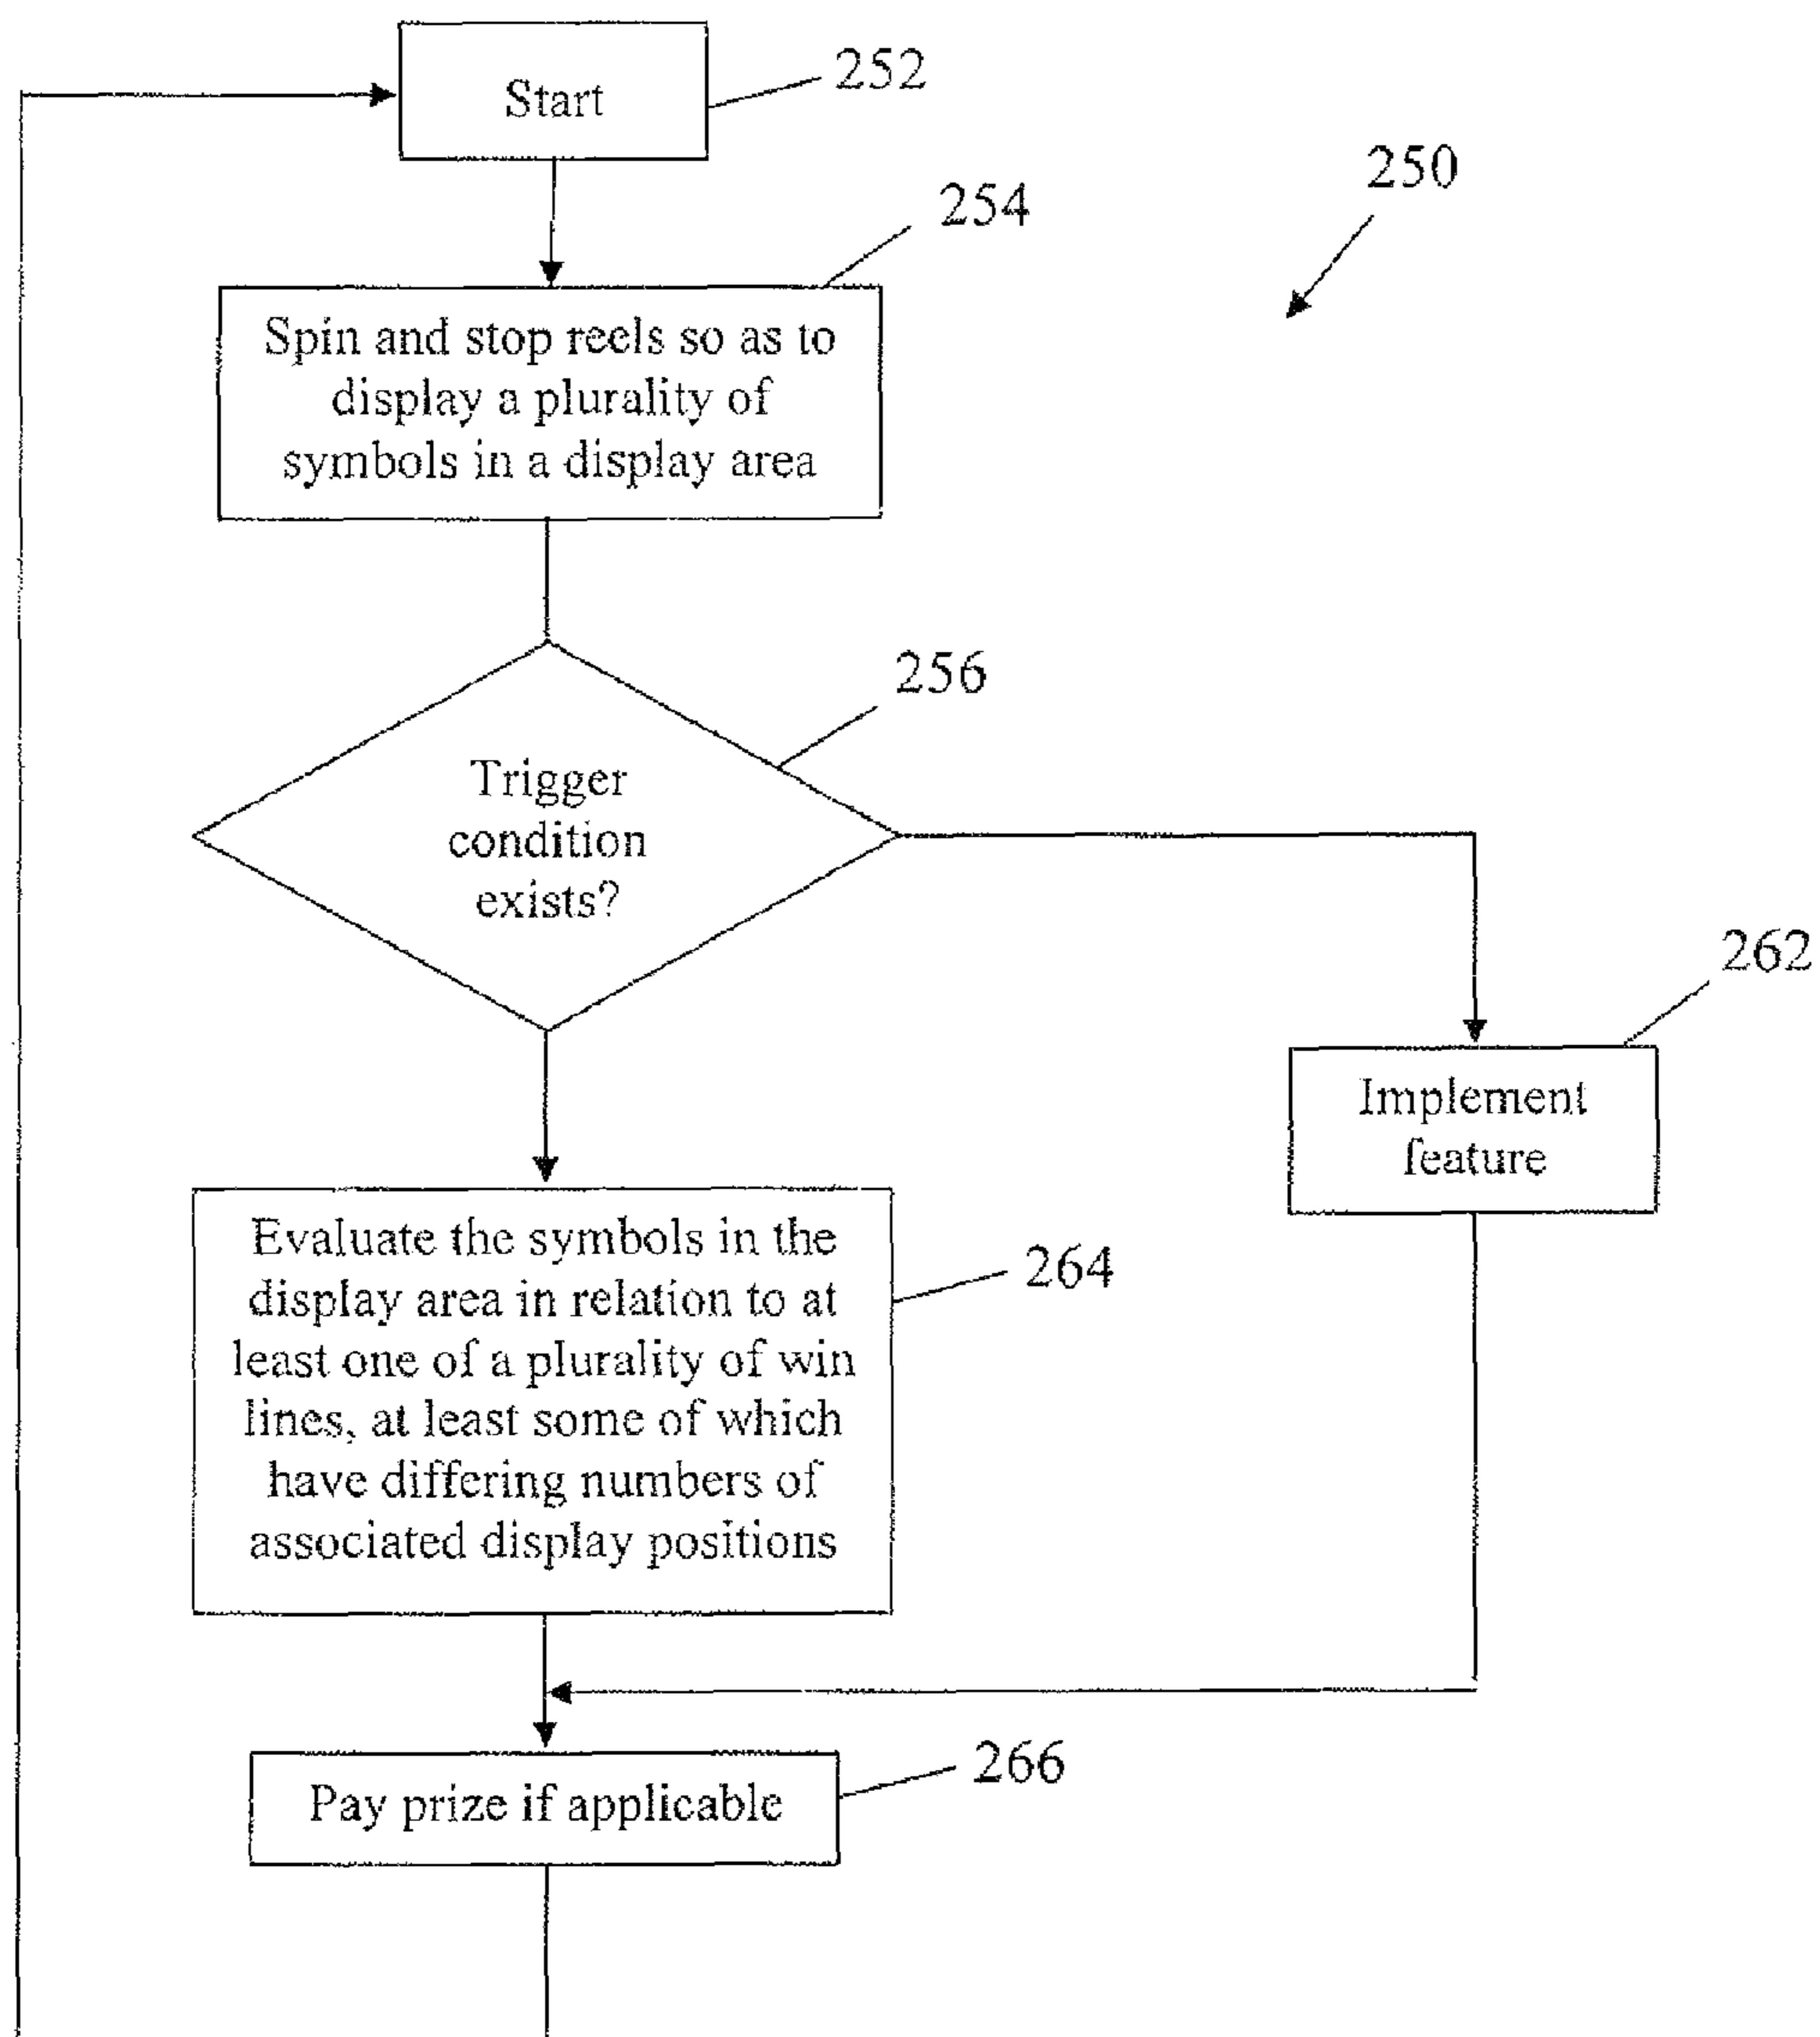 Start
252
250
254
Spin and stop reels so as to
display a plurality of
symbols in a display area
256
Trigger
condition
exists?
262
Implement
feature
Evaluate the symbols in the
display area in relation to at
least one of a plurality of win
lines, at least some of which
have differing numbers of
associated display positions
264
266
Pay prize if applicable